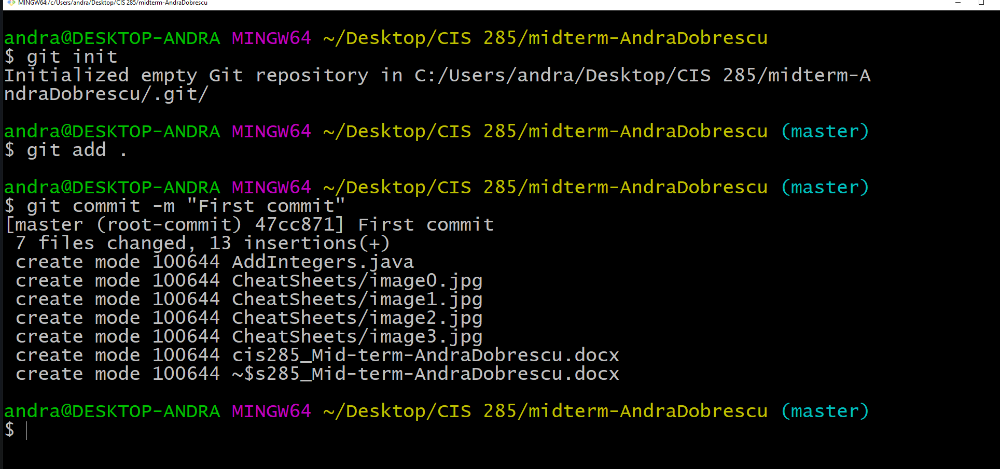 MINGW64:/c/Users/andra/Desktop/CIS 285/midterm-AndraDobrescu
andra@DESKTOP-ANDRA MINGW64 ~/Desktop/CIS 285/midterm-AndraDobrescu
$ git init
Initialized empty Git repository in C:/Users/andra/Desktop/CIS 285/midterm-A
ndraDobrescu/.git/
andra@DESKTOP-ANDRA MINGW64 ~/Desktop/CIS 285/midterm-AndraDobrescu (master)
$ git add .
andra@DESKTOP-ANDRA MINGW64 ~/Desktop/CIS 285/midterm-AndraDobrescu (master)
$ git commit -m "First commit"
[master (root-commit) 47cc871] First commit
 7 files changed, 13 insertions(+)
 create mode 100644 AddIntegers.java
 create mode 100644 CheatSheets/image0.jpg
 create mode 100644 CheatSheets/image1.jpg
 create mode 100644 CheatSheets/image2.jpg
 create mode 100644 CheatSheets/image3.jpg
 create mode 100644 cis285_Mid-term-AndraDobrescu.docx
 create mode 100644 ~$s285_Mid-term-AndraDobrescu.docx
andra@DESKTOP-ANDRA MINGW64 ~/Desktop/CIS 285/midterm-AndraDobrescu (master)
$